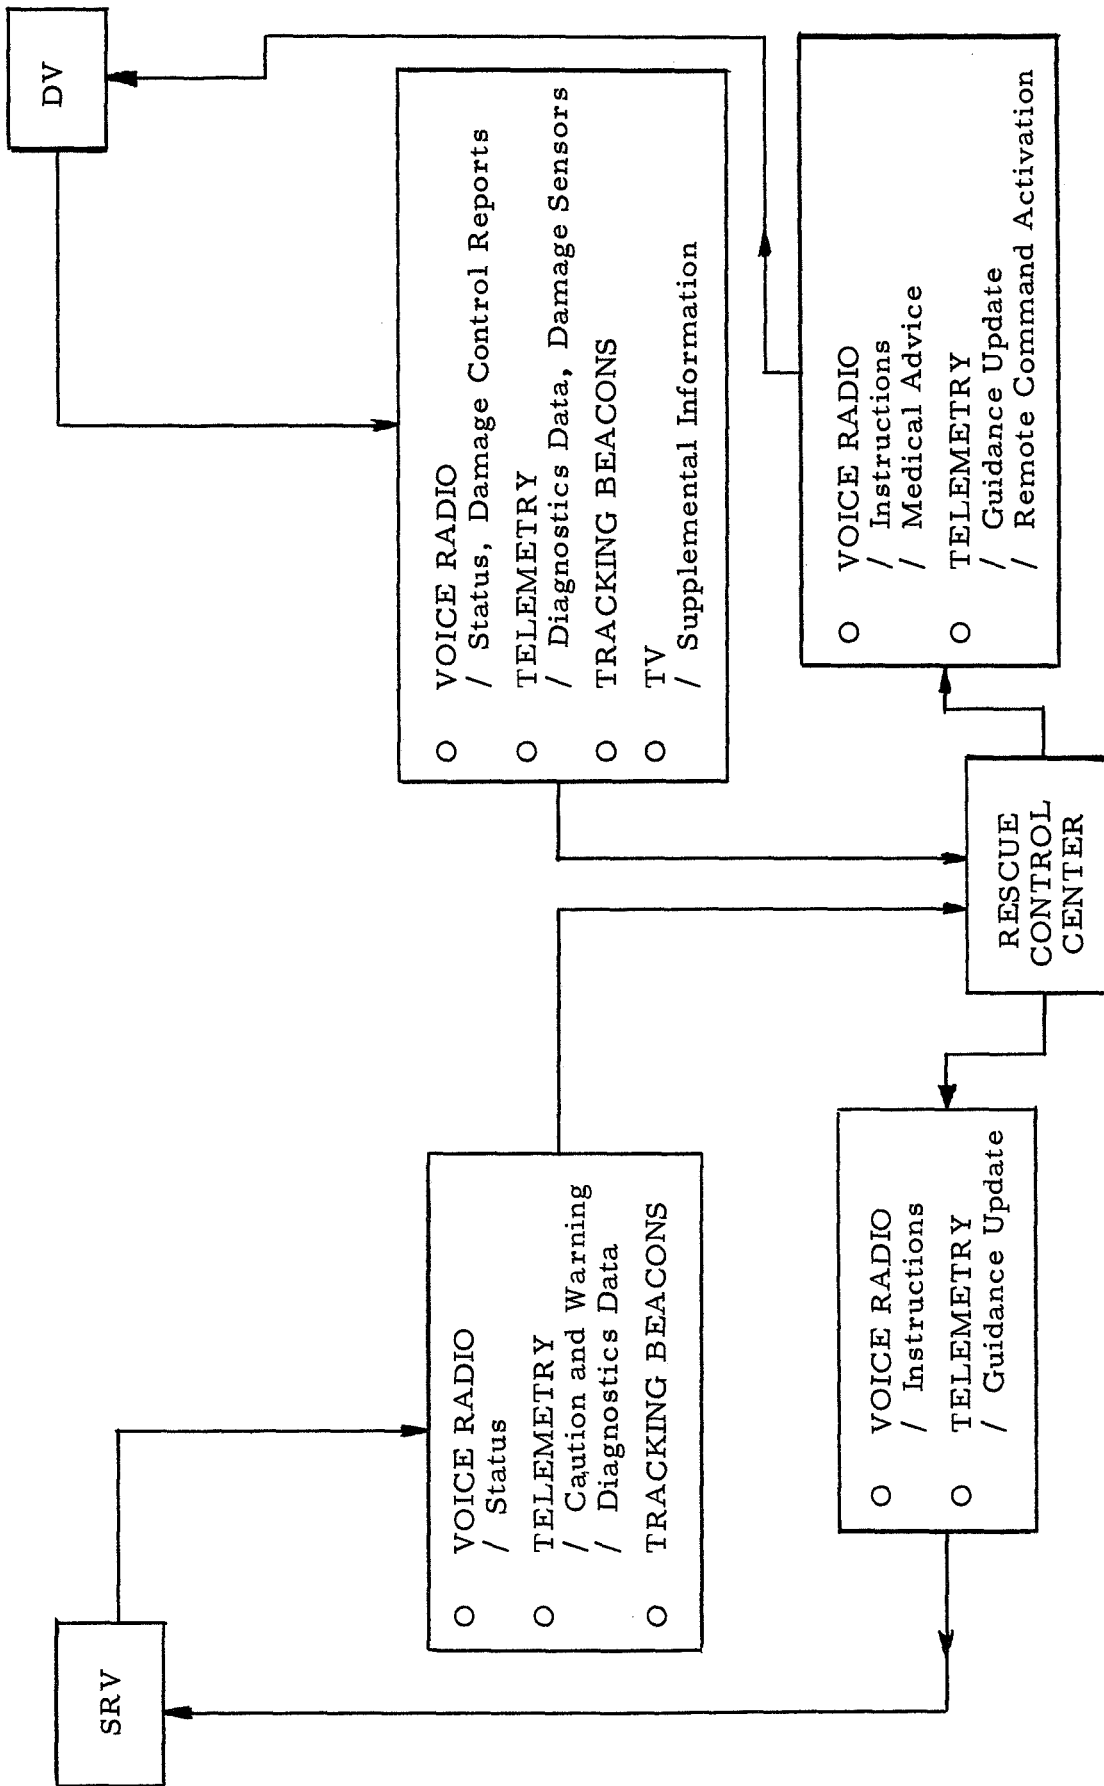 SRV
DV
O VOICE RADIO
/ Status
O TELEMETRY
/ Caution and Warning
/ Diagnostics Data
O TRACKING BEACONS
O VOICE RADIO
/ Status, Damage Control Reports
O TELEMETRY
/ Diagnostics Data, Damage Sensors
O TRACKING BEACONS
O TV
/ Supplemental Information
O VOICE RADIO
/ Instructions
O TELEMETRY
/ Guidance Update
RESCUE
CONTROL
CENTER
O VOICE RADIO
/ Instructions
/ Medical Advice
O TELEMETRY
/ Guidance Update
/ Remote Command Activation